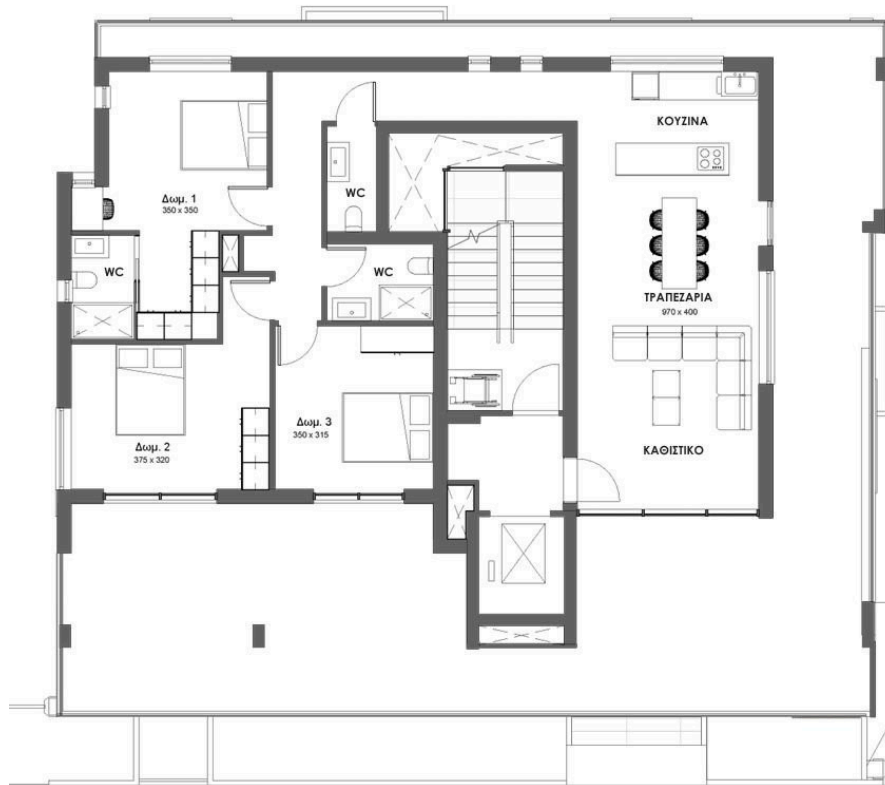 ΚΟΥΖΙΝΑ
Δωμ. 1
350 x 350
WC
WC
WC
ΤΡΑΠΕΖΑΡΙΑ
970 x 400
Δωμ. 2
375 x 320
Δωμ. 3
350 x 315
ΚΑΘΙΣΤΙΚΟ